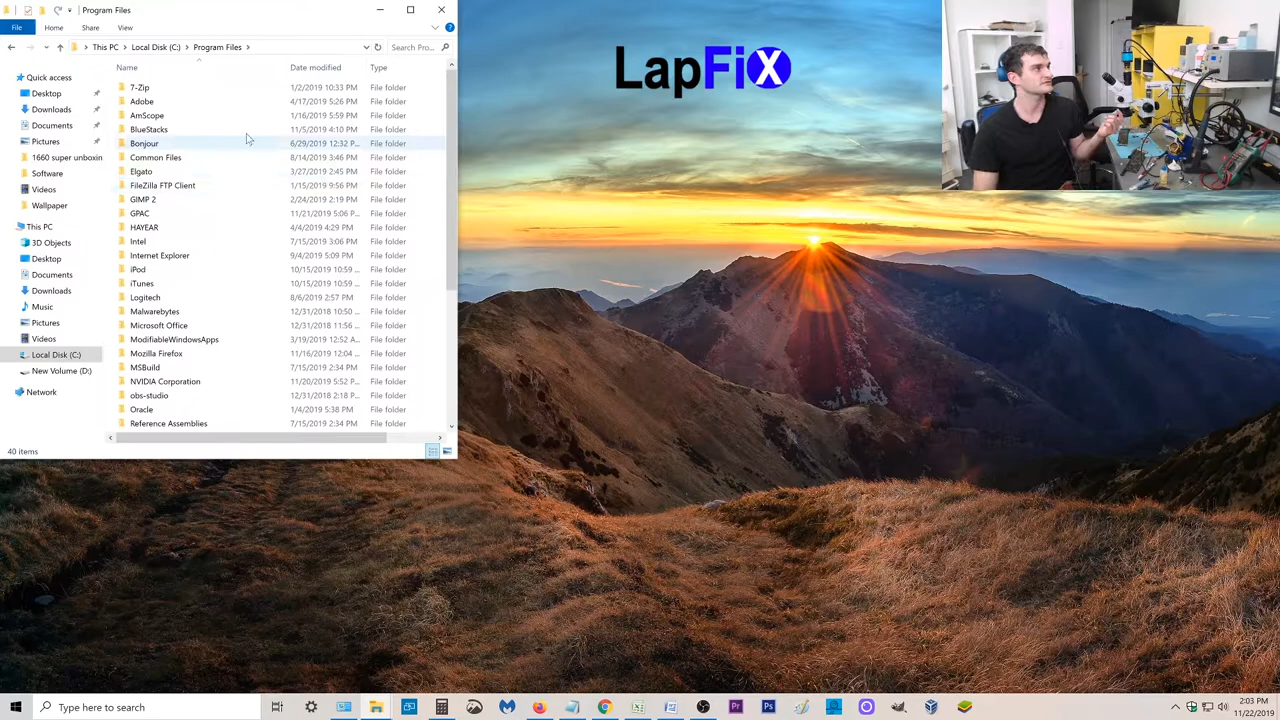 Program Files
File Home Share View
This PC Local Disk (C:) Program Files Search Pro...
Name Date modified Type
Quick access
Desktop
Downloads
Documents
Pictures
1660 super unboxin
Software
Videos
Wallpaper
This PC
3D Objects
Desktop
Documents
Downloads
Music
Pictures
Videos
Local Disk (C:)
New Volume (D:)
Network
7-Zip 1/2/2019 10:33 PM File folder
Adobe 4/17/2019 5:26 PM File folder
AmScope 1/16/2019 5:59 PM File folder
BlueStacks 11/5/2019 4:10 PM File folder
Bonjour 6/29/2019 12:32 P... File folder
Common Files 8/14/2019 3:46 PM File folder
Elgato 3/27/2019 2:45 PM File folder
FileZilla FTP Client 1/15/2019 9:56 PM File folder
GIMP 2 2/24/2019 2:19 PM File folder
GPAC 11/21/2019 5:06 P... File folder
HAYEAR 4/4/2019 4:29 PM File folder
Intel 7/15/2019 3:06 PM File folder
Internet Explorer 9/4/2019 5:09 PM File folder
iPod 10/15/2019 10:59 ... File folder
iTunes 10/15/2019 10:59 ... File folder
Logitech 8/6/2019 2:57 PM File folder
Malwarebytes 12/31/2018 10:50 ... File folder
Microsoft Office 12/31/2018 11:56 ... File folder
ModifiableWindowsApps 3/19/2019 12:52 A... File folder
Mozilla Firefox 11/16/2019 12:04 ... File folder
MSBuild 7/15/2019 2:34 PM File folder
NVIDIA Corporation 11/20/2019 5:52 P... File folder
obs-studio 12/31/2018 2:18 P... File folder
Oracle 1/4/2019 5:38 PM File folder
Reference Assemblies 7/15/2019 2:34 PM File folder
40 items
LapFiX
Type here to search
Pr
Ps
2:03 PM
11/22/2019